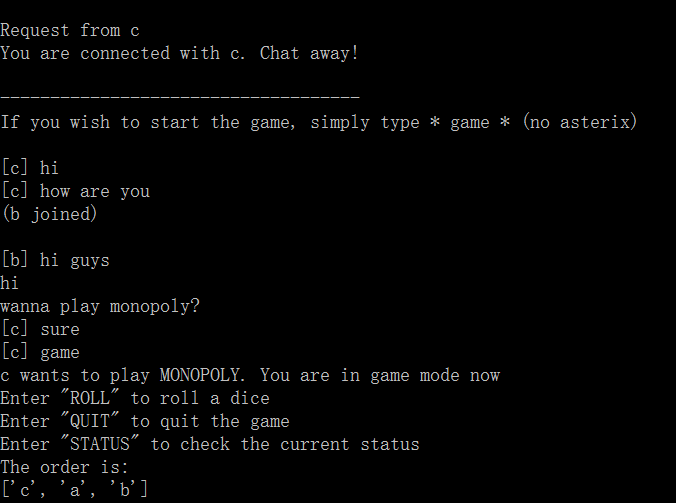 Request from c
You are connected with c. Chat away!
------------------------------------
If you wish to start the game, simply type * game * (no asterix)
[c] hi
[c] how are you
(b joined)
[b] hi guys
hi
wanna play monopoly?
[c] sure
[c] game
c wants to play MONOPOLY. You are in game mode now
Enter "ROLL" to roll a dice
Enter "QUIT" to quit the game
Enter "STATUS" to check the current status
The order is:
['c', 'a', 'b']